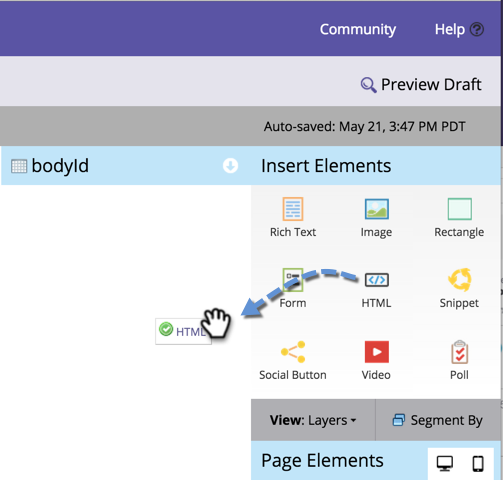 Community Help
Preview Draft
Auto-saved: May 21, 3:47 PM PDT
bodyId
Insert Elements
Rich Text Image Rectangle
Form HTML Snippet
HTML
Social Button Video Poll
View: Layers Segment By
Page Elements